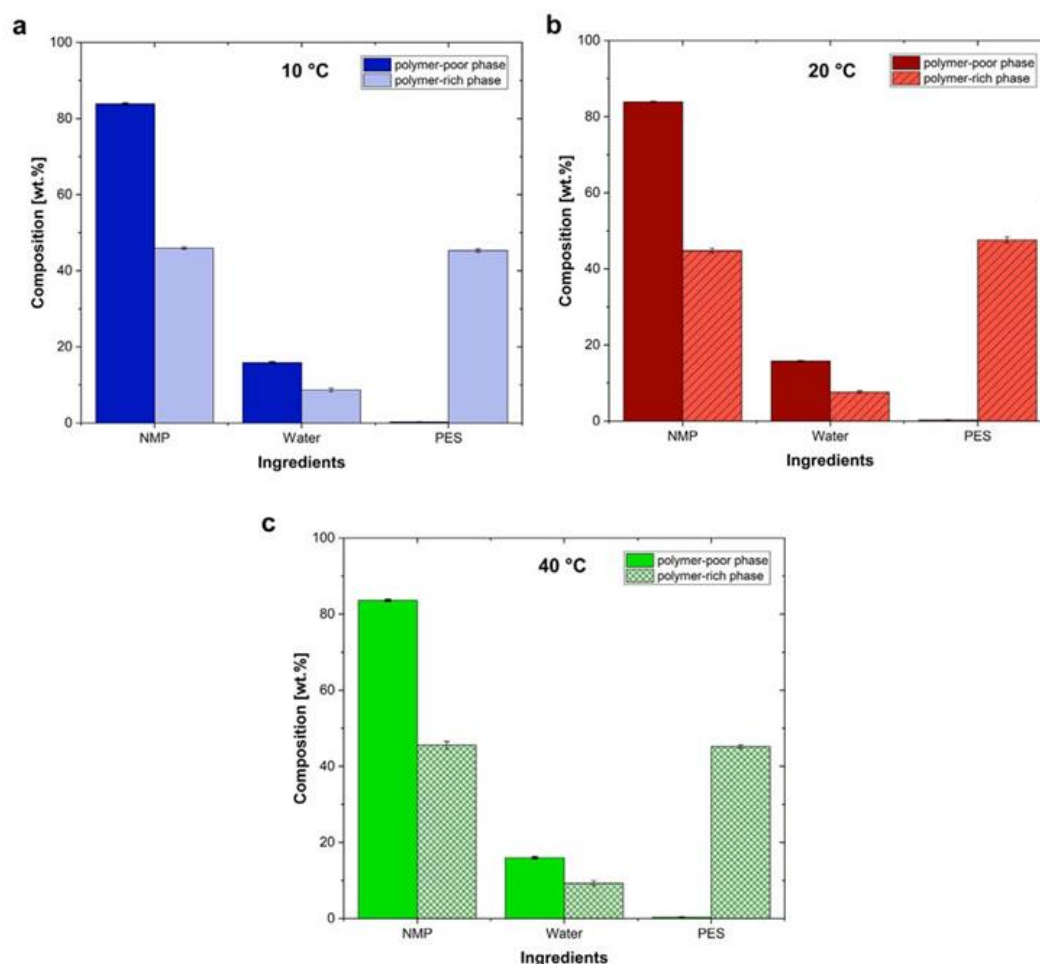 a
10 °C
polymer-poor phase
polymer-rich phase
100
80
60
40
20
0
Composition [wt.%]
NMP Water PES
Ingredients
b
20 °C
polymer-poor phase
polymer-rich phase
100
80
60
40
20
0
Composition [wt.%]
NMP Water PES
Ingredients
c
40 °C
polymer-poor phase
polymer-rich phase
100
80
60
40
20
0
Composition [wt.%]
NMP Water PES
Ingredients